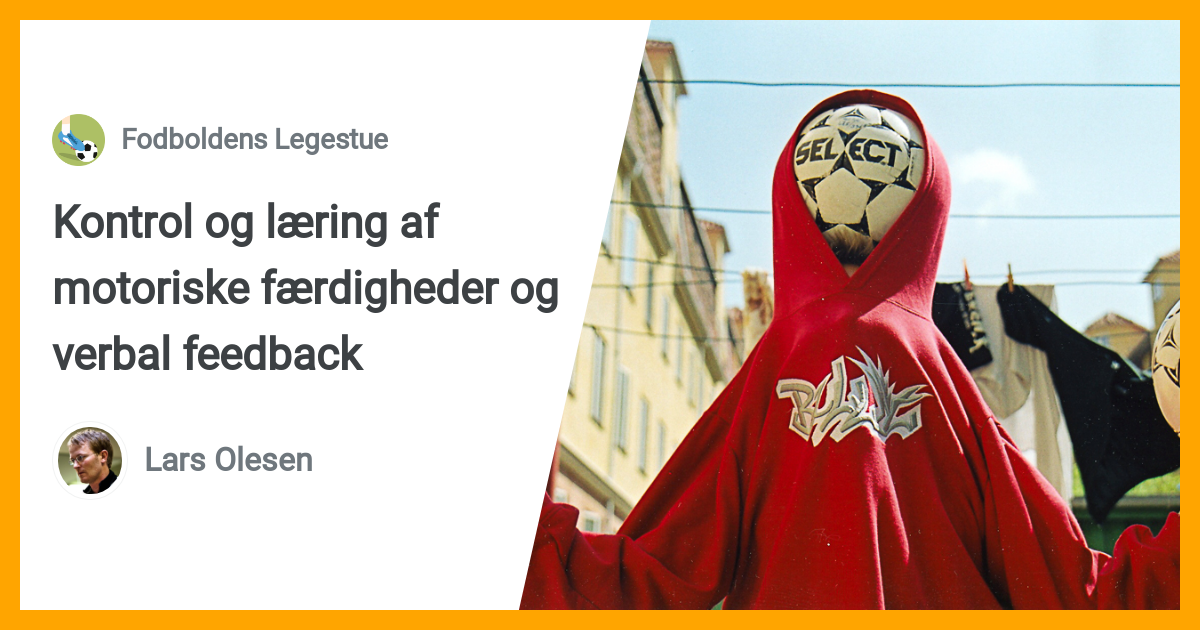 Fodboldens Legestue
Kontrol og læring af
motoriske færdigheder og
verbal feedback
Lars Olesen
SELECT